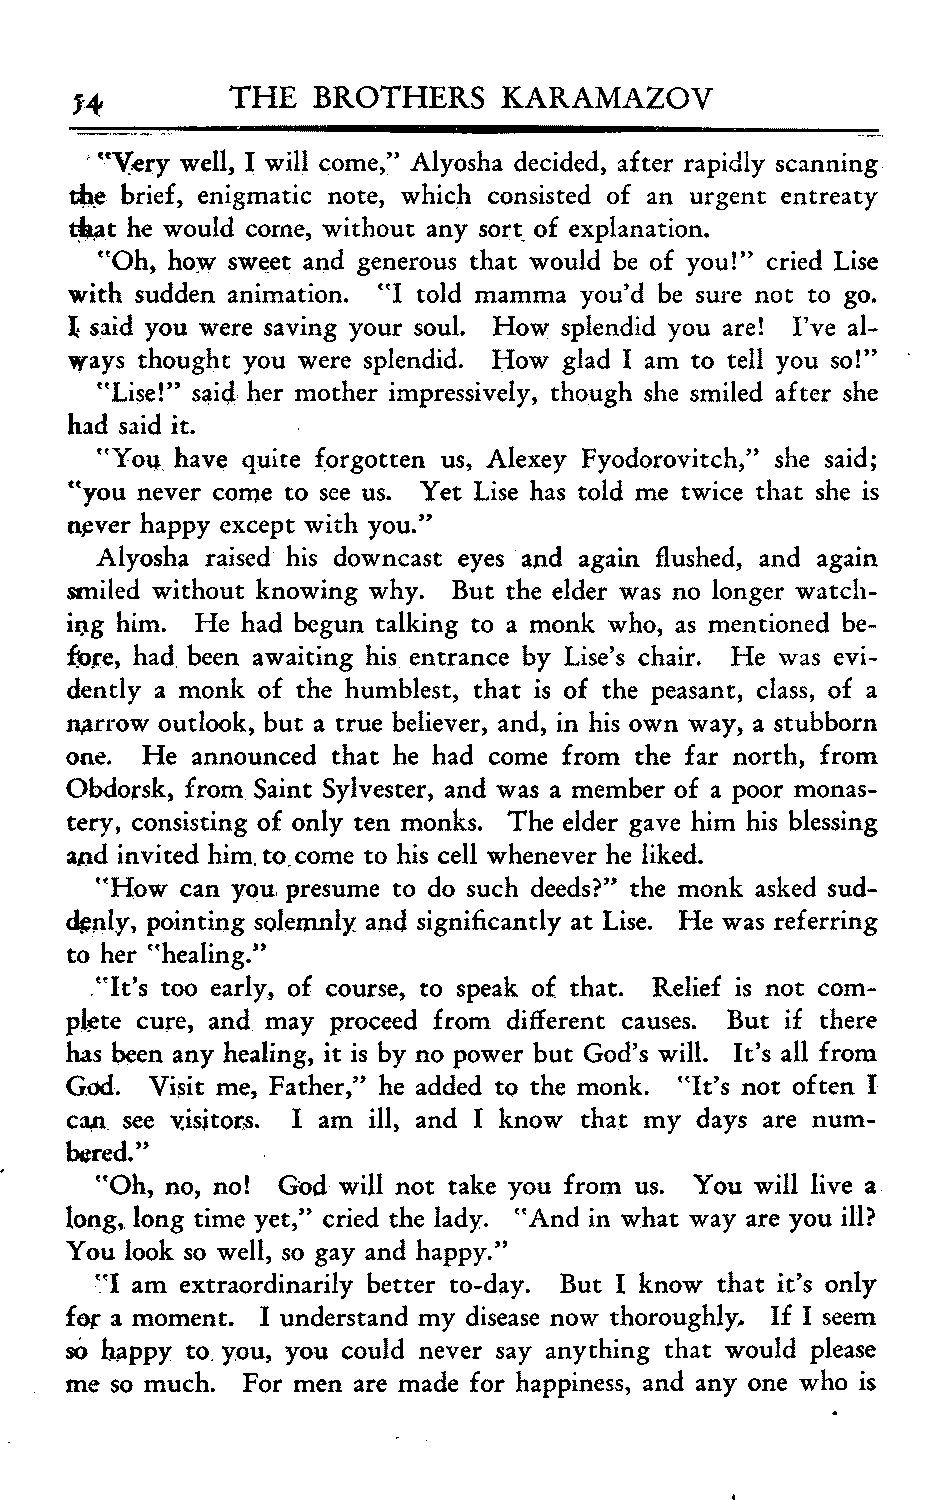 54 THE BROTHERS KARAMAZOV
"Very well, I will come," Alyosha decided, after rapidly scanning
the brief, enigmatic note, which consisted of an urgent entreaty
that he would come, without any sort of explanation.
"Oh, how sweet and generous that would be of you!" cried Lise
with sudden animation. "I told mamma you'd be sure not to go.
I said you were saving your soul. How splendid you are! I've al-
ways thought you were splendid. How glad I am to tell you so!"
"Lise!" said her mother impressively, though she smiled after she
had said it.
"You have quite forgotten us, Alexey Fyodorovitch," she said;
"you never come to see us. Yet Lise has told me twice that she is
never happy except with you."
Alyosha raised his downcast eyes and again flushed, and again
smiled without knowing why. But the elder was no longer watch-
ing him. He had begun talking to a monk who, as mentioned be-
fore, had been awaiting his entrance by Lise's chair. He was evi-
dently a monk of the humblest, that is of the peasant, class, of a
narrow outlook, but a true believer, and, in his own way, a stubborn
one. He announced that he had come from the far north, from
Obdorsk, from Saint Sylvester, and was a member of a poor monas-
tery, consisting of only ten monks. The elder gave him his blessing
and invited him to come to his cell whenever he liked.
"How can you presume to do such deeds?" the monk asked sud-
denly, pointing solemnly and significantly at Lise. He was referring
to her "healing."
"It's too early, of course, to speak of that. Relief is not com-
plete cure, and may proceed from different causes. But if there
has been any healing, it is by no power but God's will. It's all from
God. Visit me, Father," he added to the monk. "It's not often I
can see visitors. I am ill, and I know that my days are num-
bered."
"Oh, no, no! God will not take you from us. You will live a
long, long time yet," cried the lady. "And in what way are you ill?
You look so well, so gay and happy."
"I am extraordinarily better to-day. But I know that it's only
for a moment. I understand my disease now thoroughly. If I seem
so happy to you, you could never say anything that would please
me so much. For men are made for happiness, and any one who is